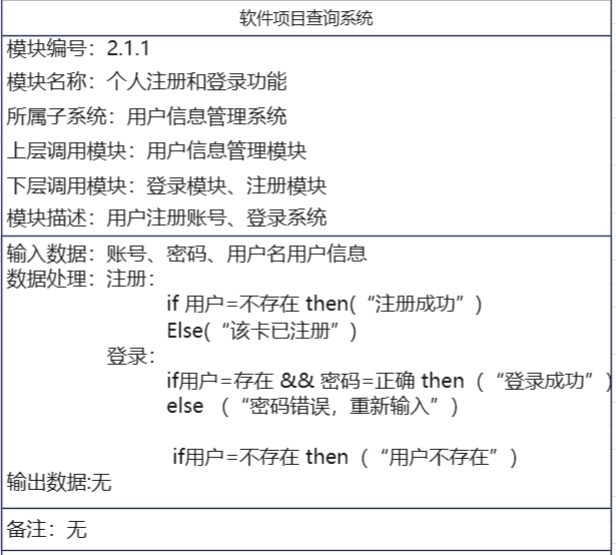 软件项目查询系统
模块编号：2.1.1
模块名称：个人注册和登录功能
所属子系统：用户信息管理系统
上层调用模块：用户信息管理模块
下层调用模块：登录模块、注册模块
模块描述：用户注册账号、登录系统
输入数据：账号、密码、用户名用户信息
数据处理：注册：
if 用户=不存在 then(“注册成功”）
Else(“该卡已注册”）
登录：
if用户=存在 && 密码=正确 then（“登录成功”）
else （“密码错误，重新输入”）
if用户=不存在 then（“用户不存在”）
输出数据:无
备注：无